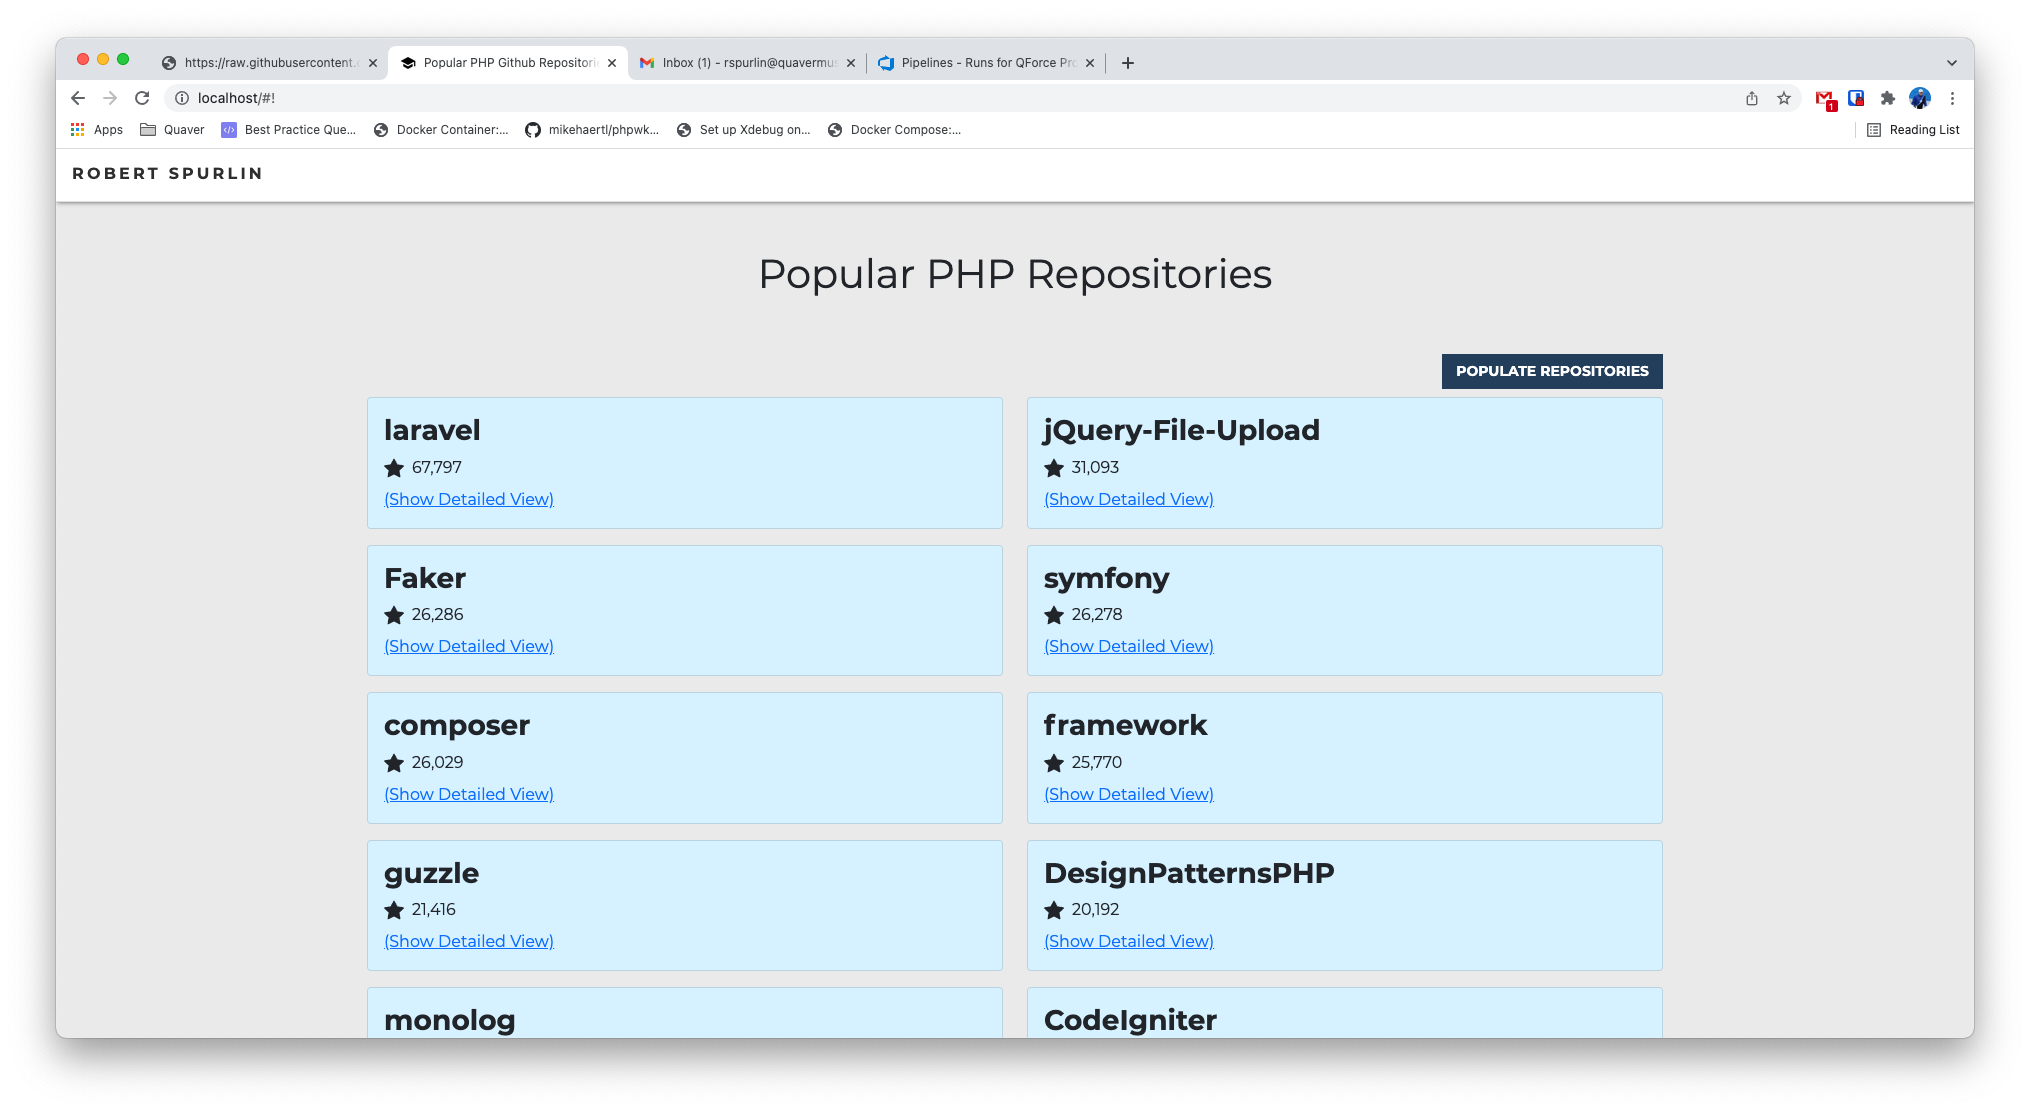 https://raw.githubusercontent.
Popular PHP Github Repositori
Inbox (1) - rspurlin@quavermus
Pipelines - Runs for QForce Pro
localhost/#!
1
Apps
Quaver
Best Practice Que...
Docker Container:...
mikehaertl/phpwk...
Set up Xdebug on...
Docker Compose:...
Reading List
ROBERT SPURLIN
Popular PHP Repositories
POPULATE REPOSITORIES
laravel
67,797
(Show Detailed View)
jQuery-File-Upload
31,093
(Show Detailed View)
Faker
26,286
(Show Detailed View)
symfony
26,278
(Show Detailed View)
composer
26,029
(Show Detailed View)
framework
25,770
(Show Detailed View)
guzzle
21,416
(Show Detailed View)
DesignPatternsPHP
20,192
(Show Detailed View)
monolog
CodeIgniter